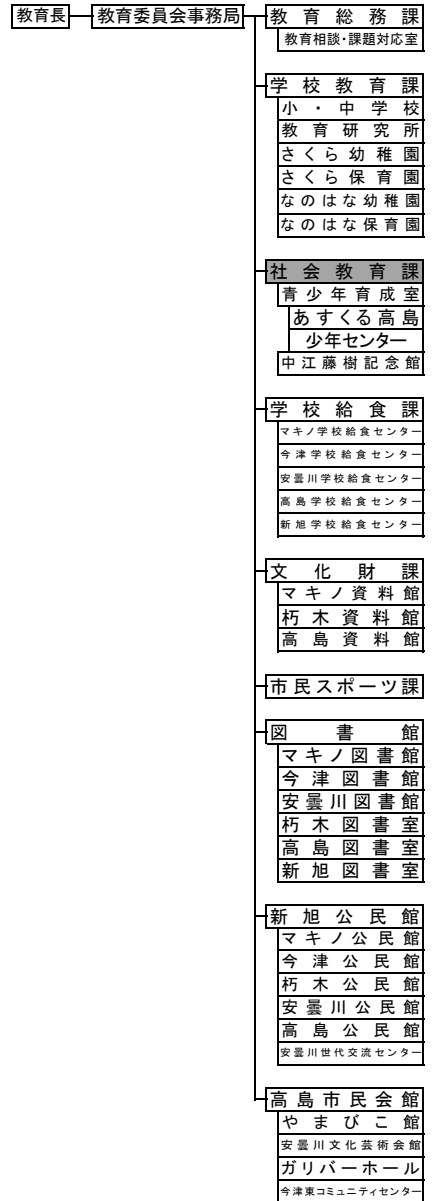 教育長 教育委員会事務局 教育総務課
教育相談・課題対応室
学校教育課
小・中学校
教育研究所
さくら幼稚園
さくら保育園
なのはな幼稚園
なのはな保育園
社会教育課
青少年育成室
あすくる高島
少年センター
中江藤樹記念館
学校給食課
マキノ学校給食センター
今津学校給食センター
安曇川学校給食センター
高島学校給食センター
新旭学校給食センター
文化財課
マキノ資料館
朽木資料館
高島資料館
市民スポーツ課
図書館
マキノ図書館
今津図書館
安曇川図書館
朽木図書室
高島図書室
新旭図書室
新旭公民館
マキノ公民館
今津公民館
朽木公民館
安曇川公民館
高島公民館
安曇川世代交流センター
高島市民会館
やまびこ館
安曇川文化芸術会館
ガリバーホール
今津東コミュニティセンター